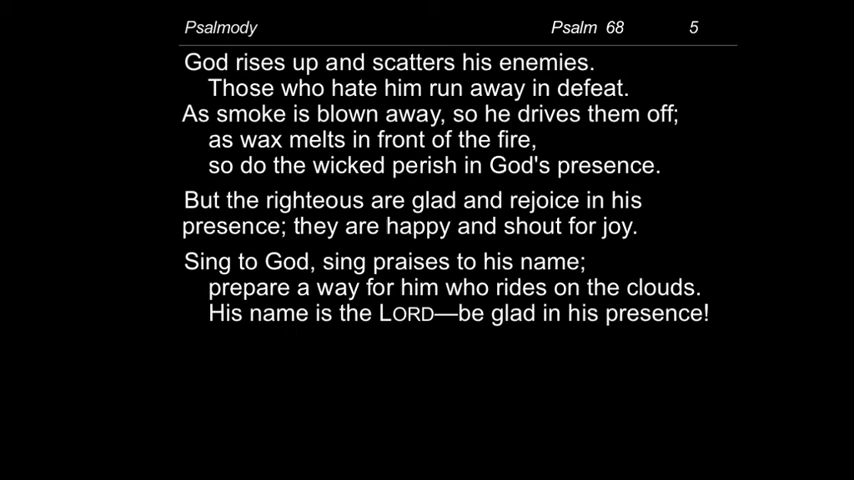 Psalmody Psalm 68 5
God rises up and scatters his enemies.
Those who hate him run away in defeat.
As smoke is blown away, so he drives them off;
as wax melts in front of the fire,
so do the wicked perish in God's presence.
But the righteous are glad and rejoice in his
presence; they are happy and shout for joy.
Sing to God, sing praises to his name;
prepare a way for him who rides on the clouds.
His name is the LORD—be glad in his presence!